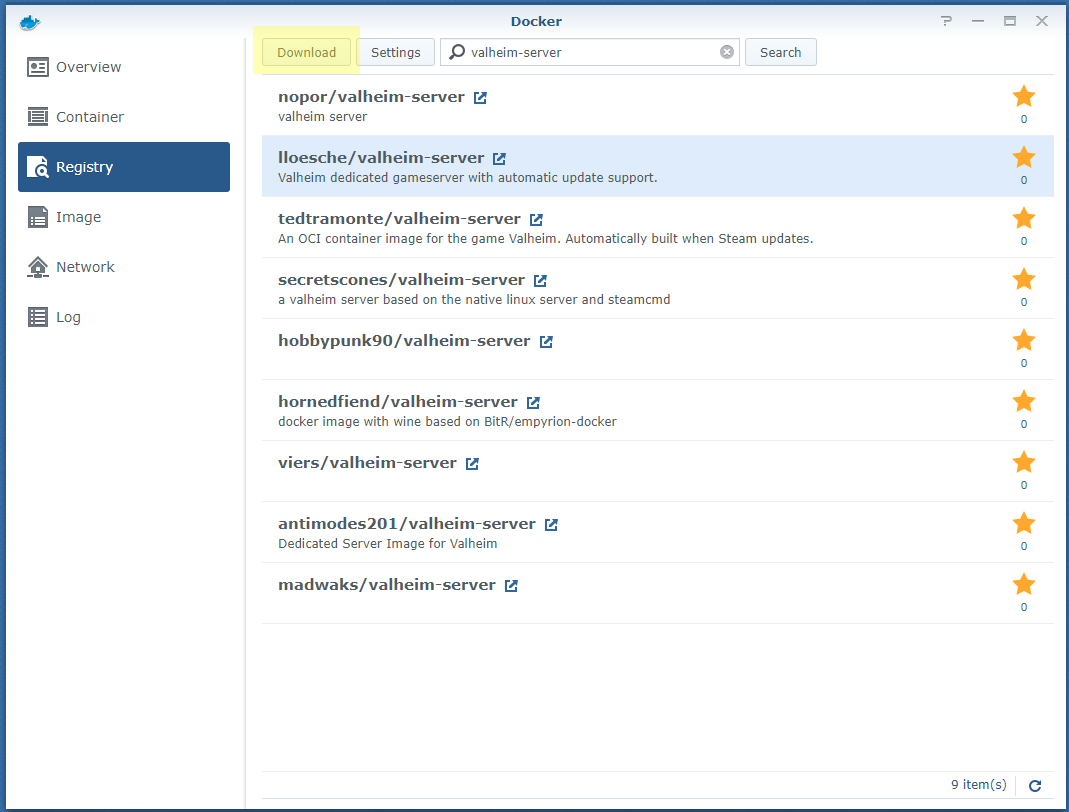 Docker
Overview
Container
Registry
Image
Network
Log
Download Settings valheim-server Search
nopor/valheim-server
valheim server
0
lloesche/valheim-server
Valheim dedicated gameserver with automatic update support.
0
tedtramonte/valheim-server
An OCI container image for the game Valheim. Automatically built when Steam updates.
0
secretscones/valheim-server
a valheim server based on the native linux server and steamcmd
0
hobbypunk90/valheim-server
0
hornedfiend/valheim-server
docker image with wine based on BitR/empyrion-docker
0
viers/valheim-server
0
antimodes201/valheim-server
Dedicated Server Image for Valheim
0
madwaks/valheim-server
0
9 item(s)